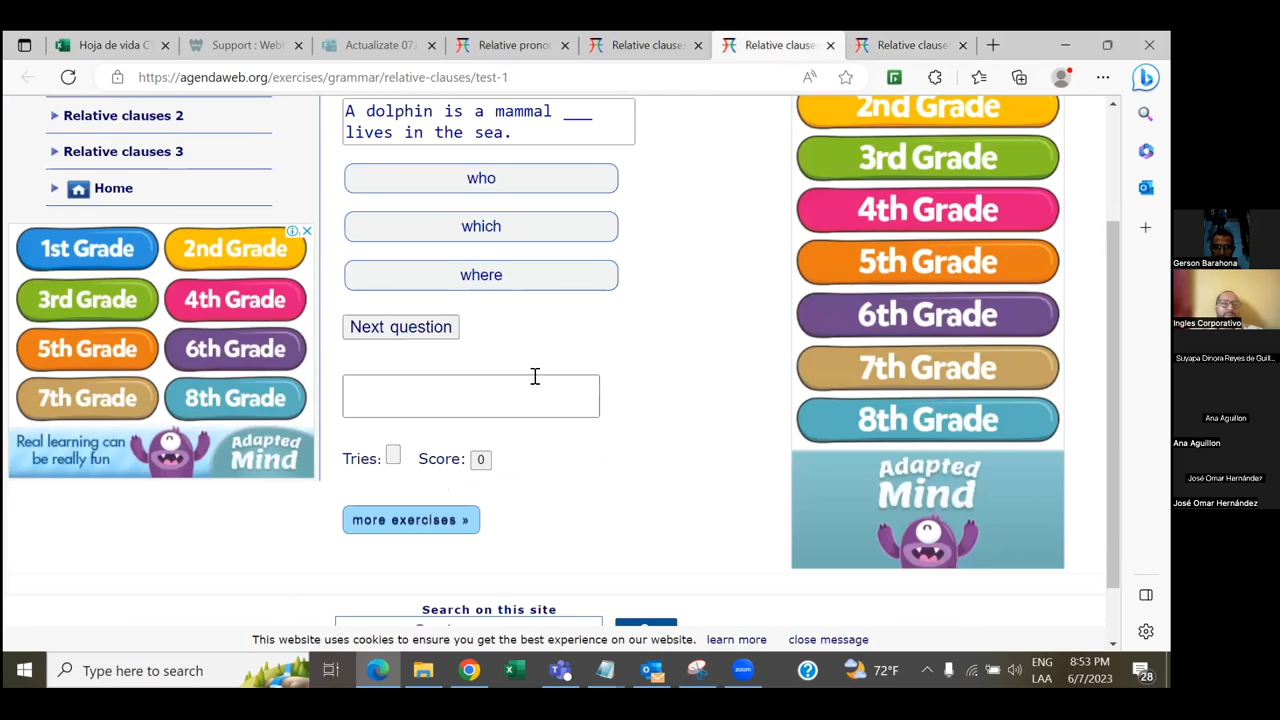 Hoja de vida C
Support : Webl
Actualizate 07.
Relative prono
Relative clause
Relative clause
Relative clause
https://agendaweb.org/exercises/grammar/relative-clauses/test-1
Relative clauses 2
Relative clauses 3
Home
1st Grade
2nd Grade
3rd Grade
4th Grade
5th Grade
6th Grade
7th Grade
8th Grade
Real learning can
be really fun
Adapted
Mind
A dolphin is a mammal ___
lives in the sea.
who
which
where
Next question
Tries:
Score: 0
more exercises »
Search on this site
2nd Grade
3rd Grade
4th Grade
5th Grade
6th Grade
7th Grade
8th Grade
Adapted
Mind
This website uses cookies to ensure you get the best experience on our website. learn more close message
Gerson Barahona
Ingles Corporativo
Suyapa Dinora Reyes de Guil...
Ana Aguillon
Ana Aguillon
José Omar Hernández
José Omar Hernández
Type here to search
zoom
72°F
ENG
LAA
8:53 PM
6/7/2023
28